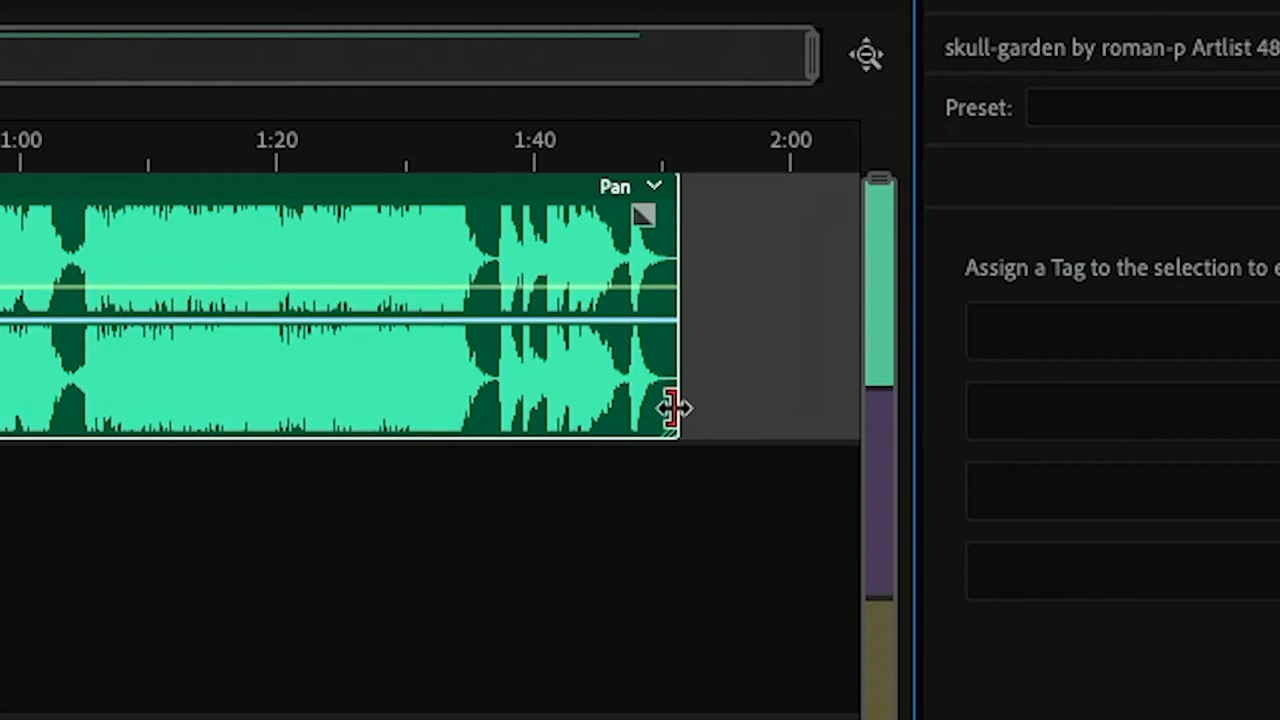 skull-garden by roman-p Artlist 48
Preset:
1:00 1:20 1:40 2:00
Pan
Assign a Tag to the selection to e